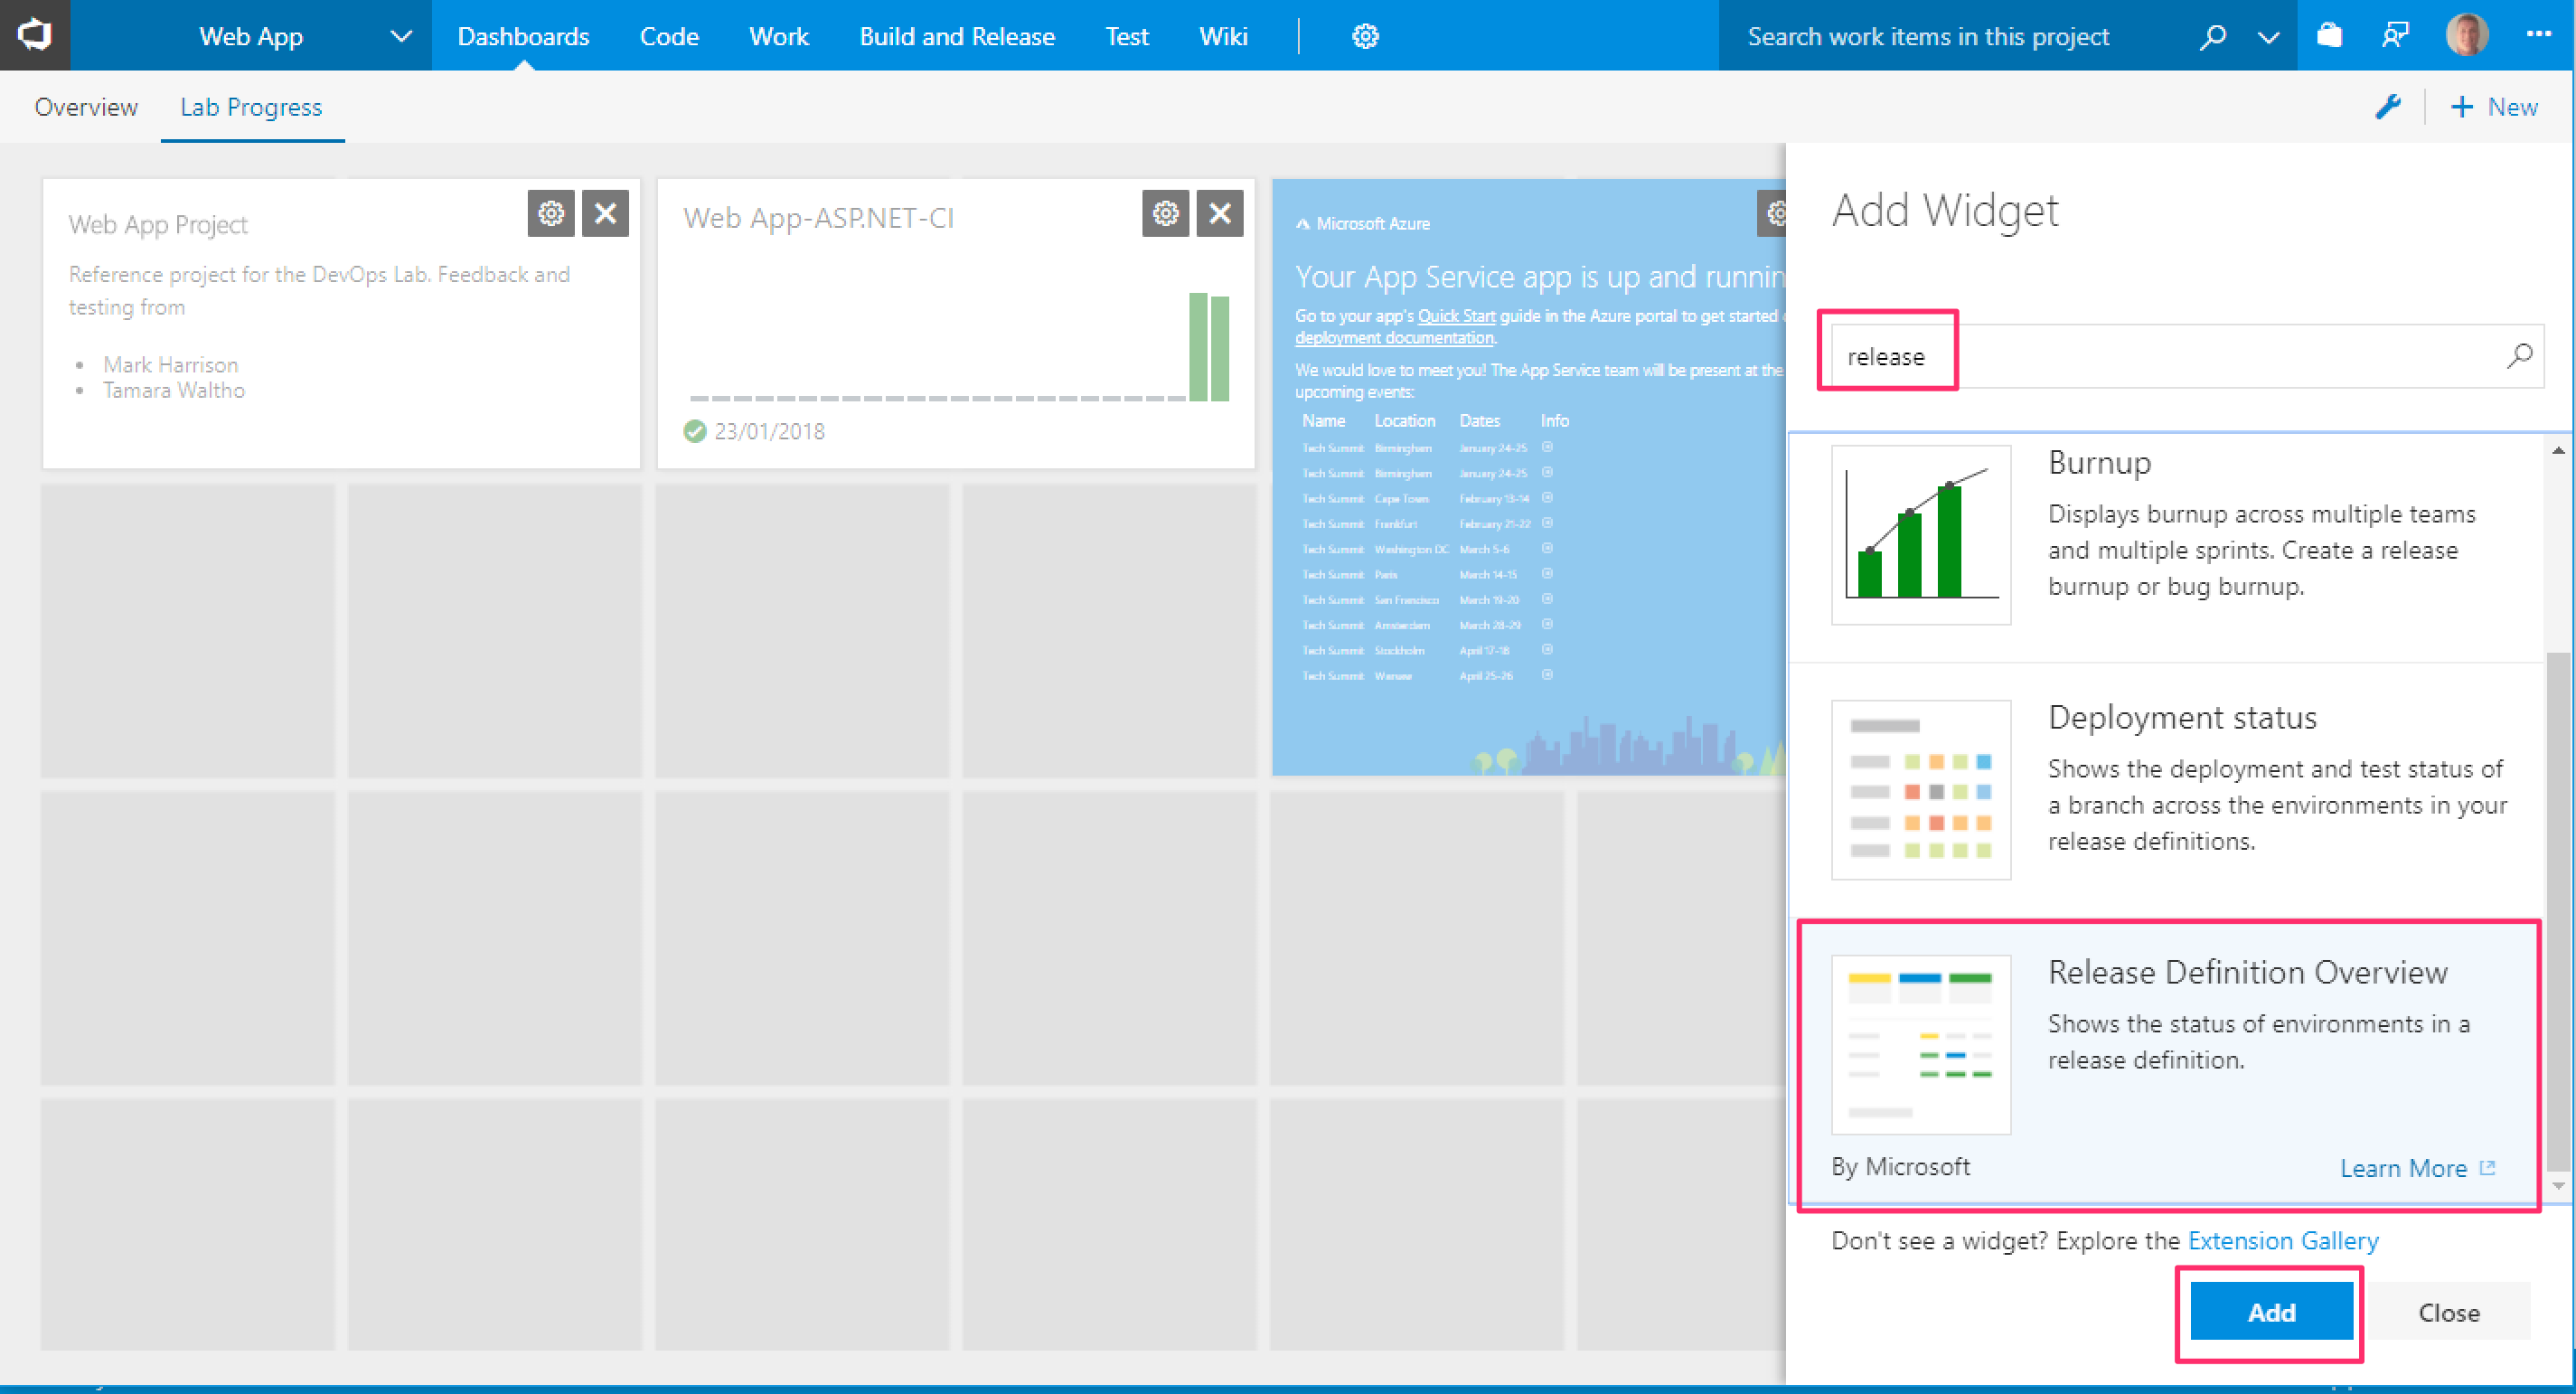 Web App
Dashboards
Code
Work
Build and Release
Test
Wiki
Search work items in this project
Overview
Lab Progress
+ New
Web App Project
Reference project for the DevOps Lab. Feedback and
testing from
• Mark Harrison
• Tamara Waltho
Web App-ASP.NET-CI
23/01/2018
Microsoft Azure
Your App Service app is up and runnin
Go to your app's Quick Start guide in the Azure portal to get started
deployment documentation.
We would love to meet you! The App Service team will be present at the
upcoming events:
Name Location Dates Info
Tech Summit Birmingham January 24-25
Tech Summit Birmingham January 24-25
Tech Summit Cape Town February 13-14
Tech Summit Frankfurt February 21-22
Tech Summit Washington DC March 5-6
Tech Summit Paris March 14-15
Tech Summit San Francisco March 19-20
Tech Summit Amsterdam March 28-29
Tech Summit Stockholm April 17-18
Tech Summit Warsaw April 25-26
Add Widget
release
Burnup
Displays burnup across multiple teams
and multiple sprints. Create a release
burnup or bug burnup.
Deployment status
Shows the deployment and test status of
a branch across the environments in your
release definitions.
Release Definition Overview
Shows the status of environments in a
release definition.
By Microsoft
Learn More
Don't see a widget? Explore the Extension Gallery
Add
Close